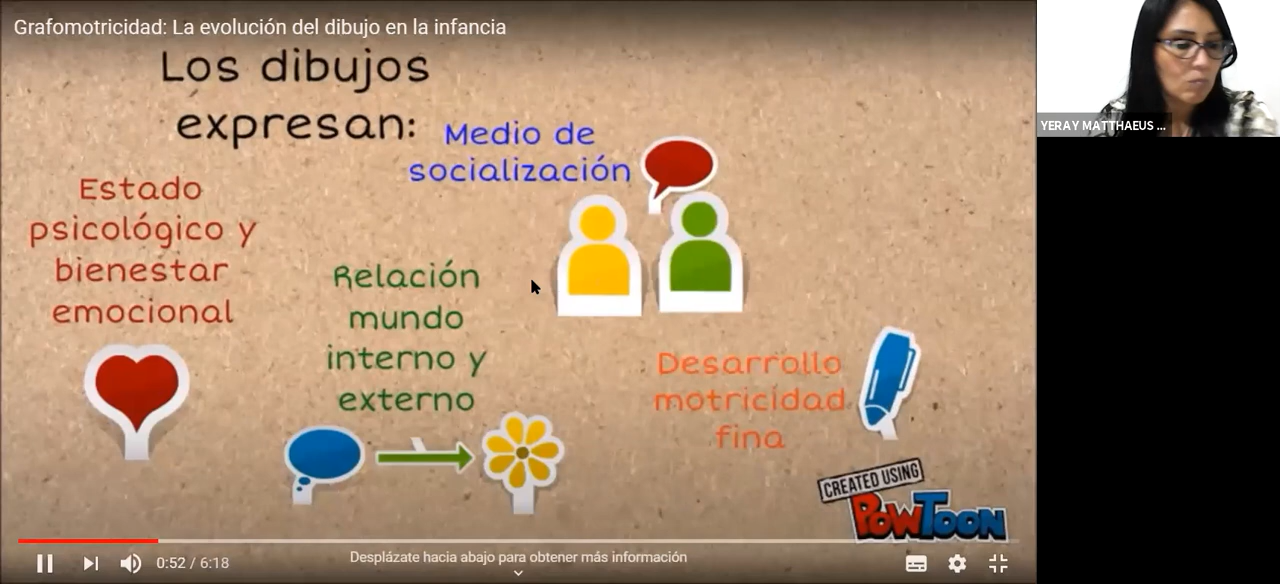 Grafomotricidad: La evolución del dibujo en la infancia
Los dibujos
expresan:
Medio de
socialización
Estado
psicológico y
bienestar
emocional
Relación
mundo
interno y
externo
Desarrollo
motricidad
fina
CREATED USING
POWTOON
0:52 / 6:18
Desplázate hacia abajo para obtener más información
YERAY MATTHAEUS ...